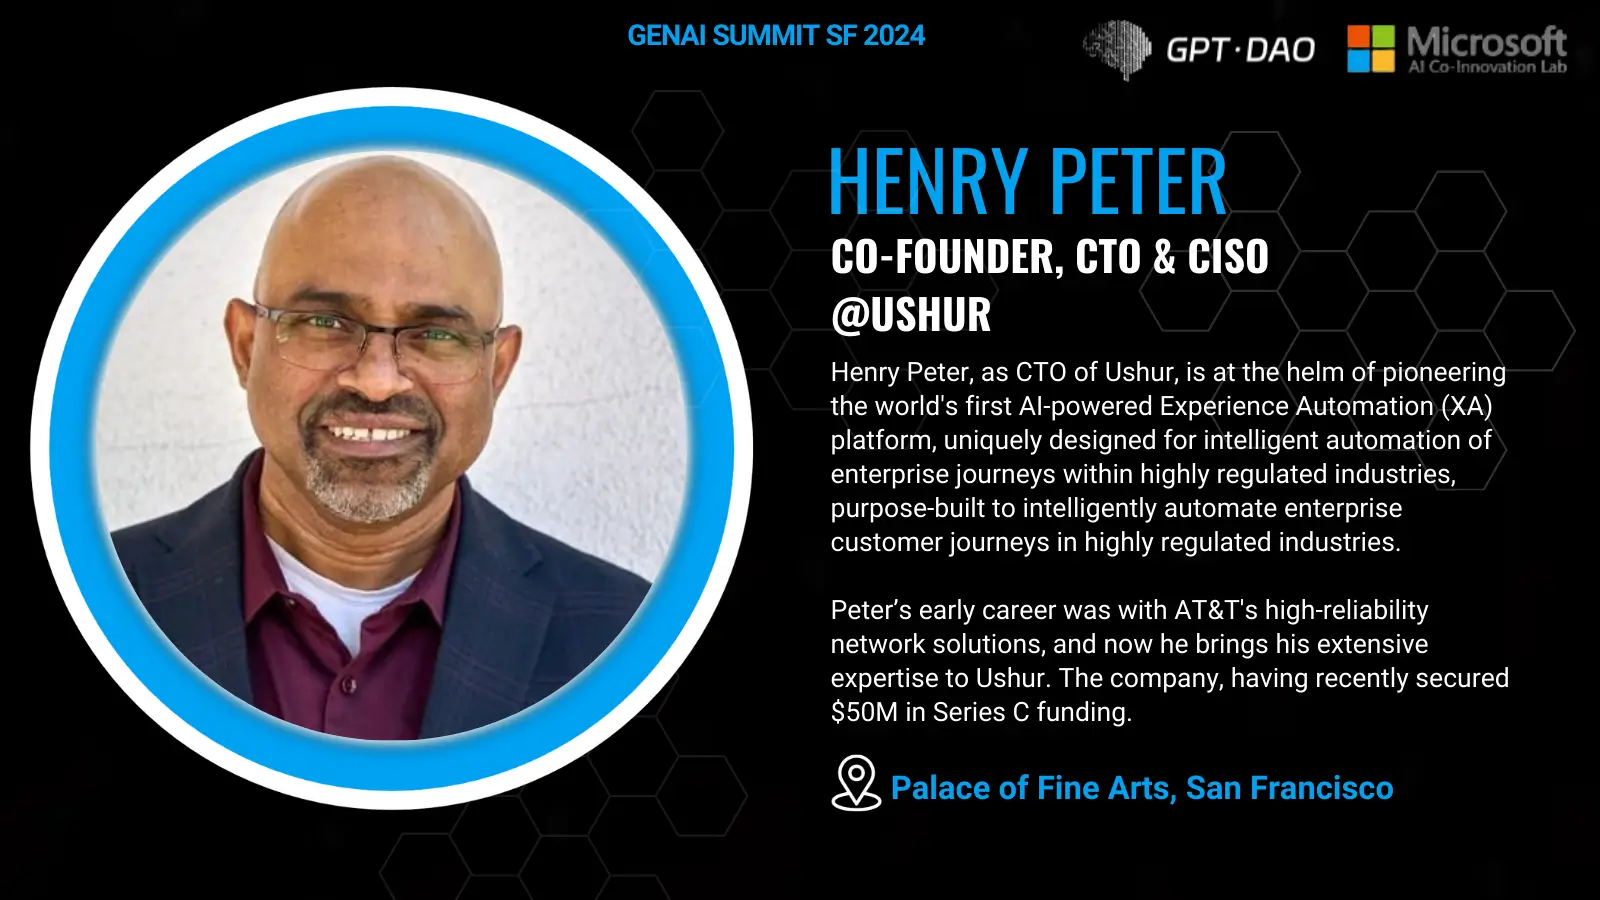 GENAI SUMMIT SF 2024
GPT·DAO
Microsoft
AI Co-Innovation Lab
HENRY PETER
CO-FOUNDER, CTO & CISO
@USHUR
Henry Peter, as CTO of Ushur, is at the helm of pioneering
the world's first AI-powered Experience Automation (XA)
platform, uniquely designed for intelligent automation of
enterprise journeys within highly regulated industries,
purpose-built to intelligently automate enterprise
customer journeys in highly regulated industries.
Peter’s early career was with AT&T's high-reliability
network solutions, and now he brings his extensive
expertise to Ushur. The company, having recently secured
$50M in Series C funding.
Palace of Fine Arts, San Francisco